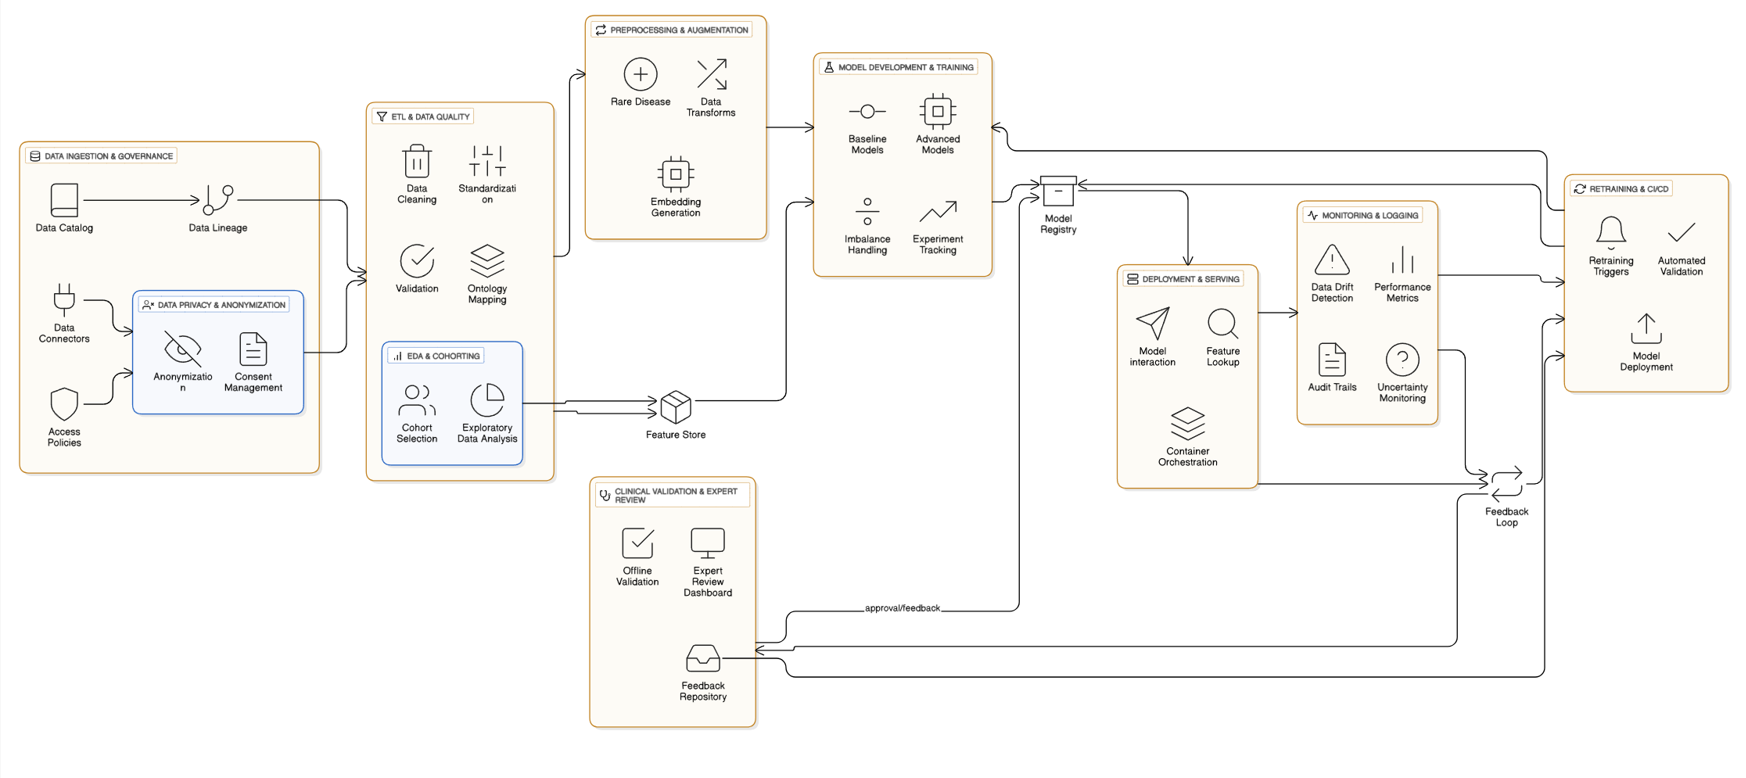 DATA INGESTION & GOVERNANCE
Data Catalog
Data Lineage
Data
Connectors
Access
Policies
DATA PRIVACY & ANONYMIZATION
Anonymizatio
n
Consent
Management
ETL & DATA QUALITY
Data
Cleaning
Standardizati
on
Validation
Ontology
Mapping
EDA & COHORTING
Cohort
Selection
Exploratory
Data Analysis
PREPROCESSING & AUGMENTATION
Rare Disease
Data
Transforms
Embedding
Generation
Feature Store
CLINICAL VALIDATION & EXPERT
REVIEW
Offline
Validation
Expert
Review
Dashboard
Feedback
Repository
approval/feedback
MODEL DEVELOPMENT & TRAINING
Baseline
Models
Advanced
Models
Imbalance
Handling
Experiment
Tracking
Model
Registry
DEPLOYMENT & SERVING
Model
interaction
Feature
Lookup
Container
Orchestration
MONITORING & LOGGING
Data Drift
Detection
Performance
Metrics
Audit Trails
Uncertainty
Monitoring
Feedback
Loop
RETRAINING & CI/CD
Retraining
Triggers
Automated
Validation
Model
Deployment